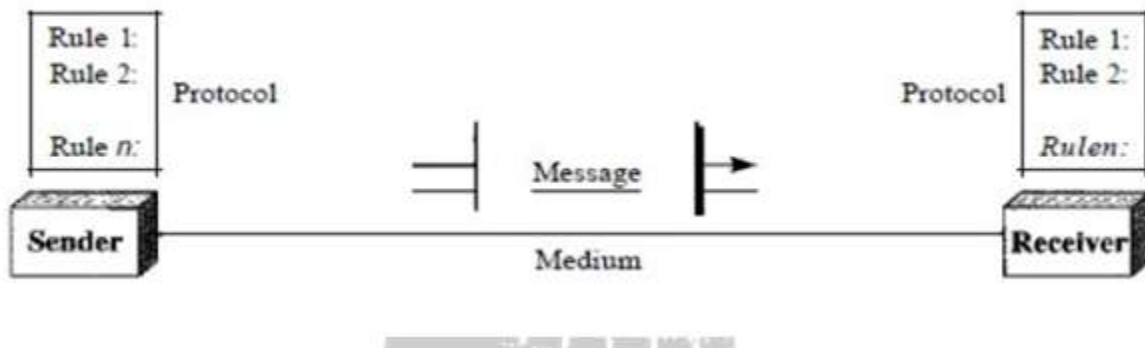 Rule 1:
Rule 2:
Rule n:
Protocol
Protocol
Rule 1:
Rule 2:
Rulen:
Message
Sender
Medium
Receiver